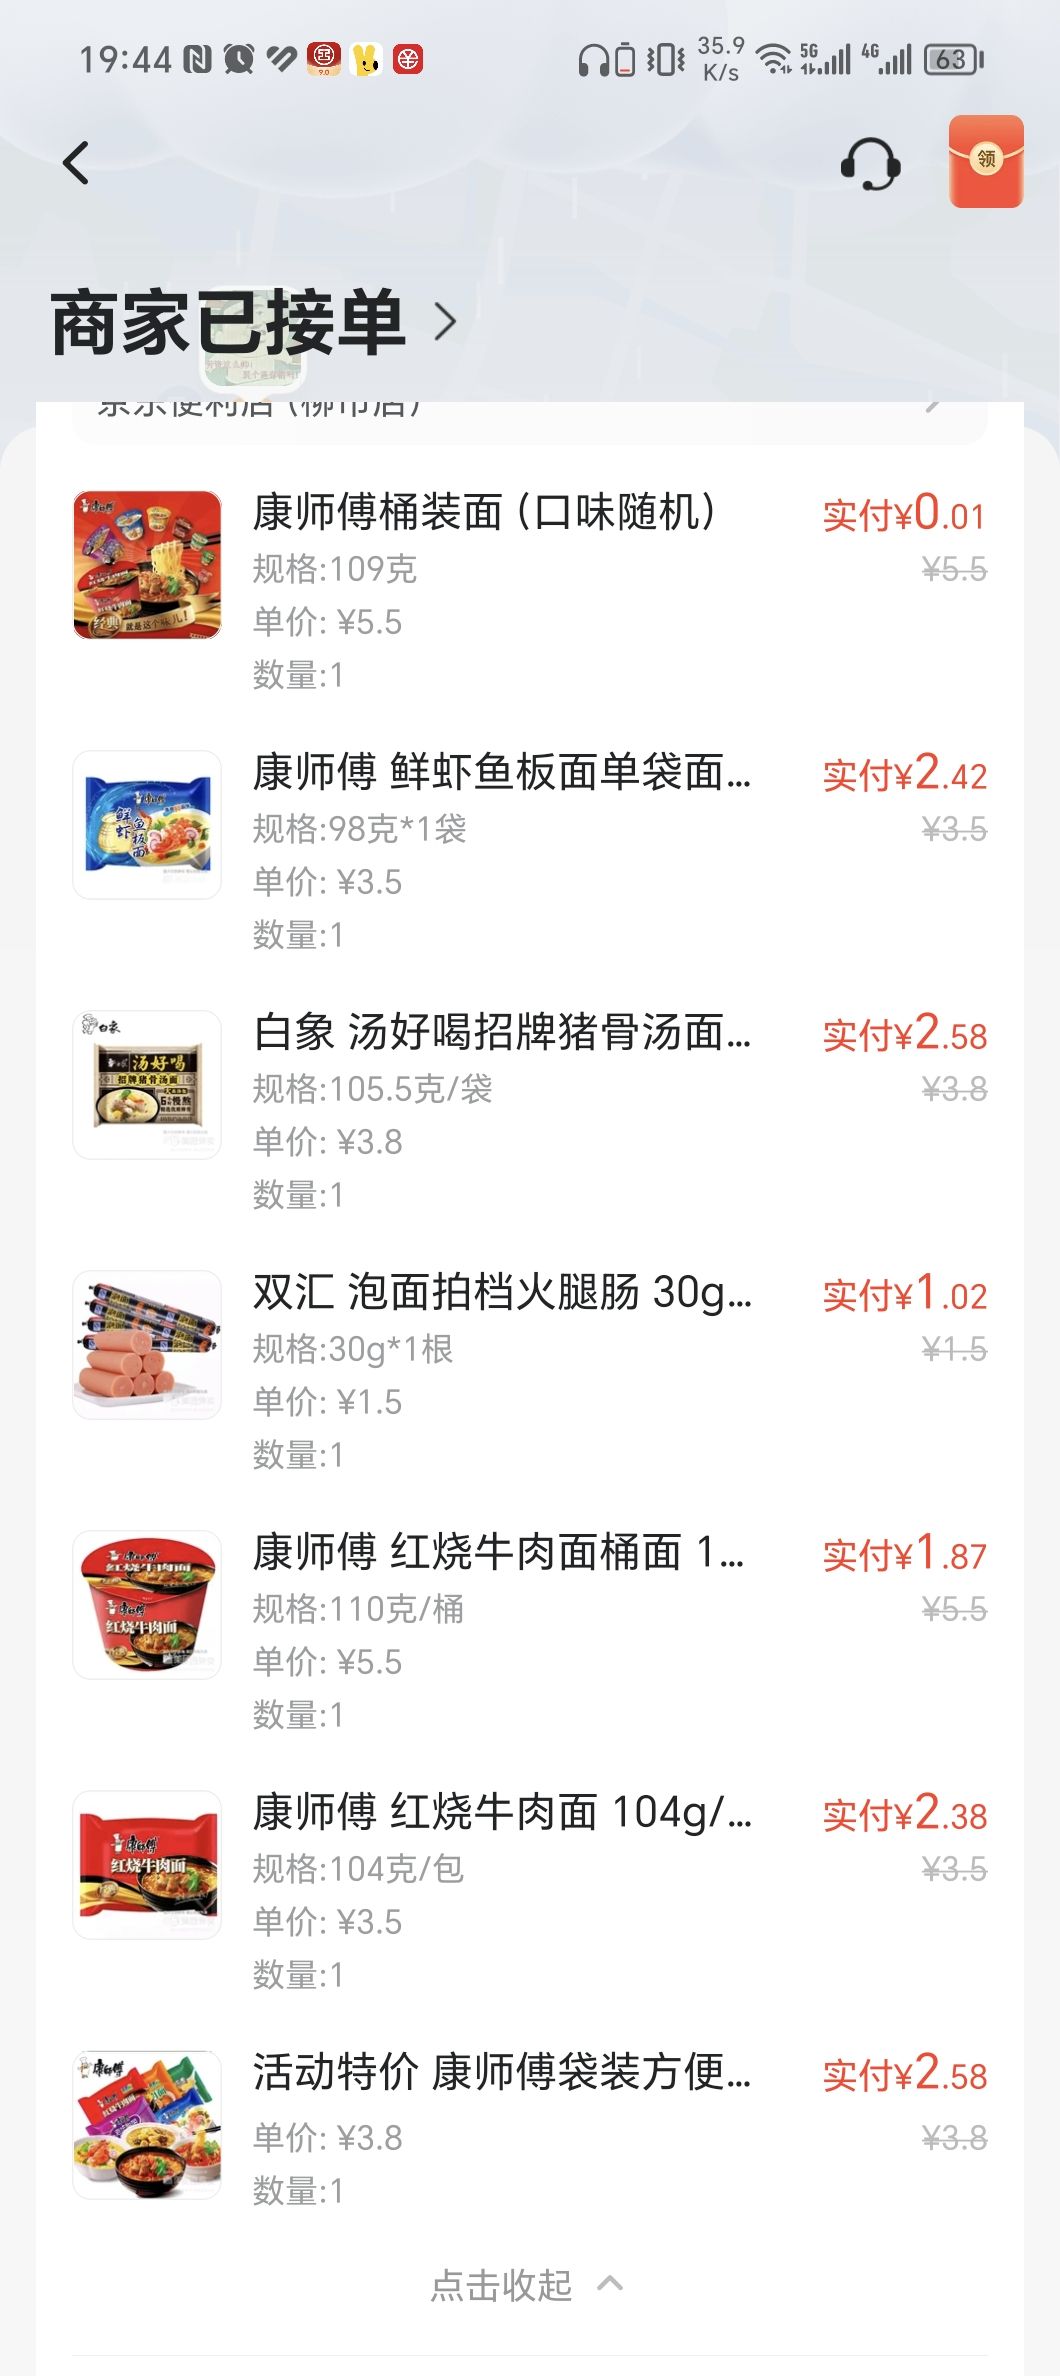 19:44
35.9
K/s
5G
4G
63
领
商家已接单
京东便利店 (柳市店)
康师傅桶装面 (口味随机)
实付¥0.01
规格:109克
¥5.5
单价: ¥5.5
数量:1
康师傅 鲜虾鱼板面单袋面...
实付¥2.42
规格:98克*1袋
¥3.5
单价: ¥3.5
数量:1
白象 汤好喝招牌猪骨汤面...
实付¥2.58
规格:105.5克/袋
¥3.8
单价: ¥3.8
数量:1
双汇 泡面拍档火腿肠 30g...
实付¥1.02
规格:30g*1根
¥1.5
单价: ¥1.5
数量:1
康师傅 红烧牛肉面桶面 1...
实付¥1.87
规格:110克/桶
¥5.5
单价: ¥5.5
数量:1
康师傅 红烧牛肉面 104g/...
实付¥2.38
规格:104克/包
¥3.5
单价: ¥3.5
数量:1
活动特价 康师傅袋装方便...
实付¥2.58
单价: ¥3.8
¥3.8
数量:1
点击收起